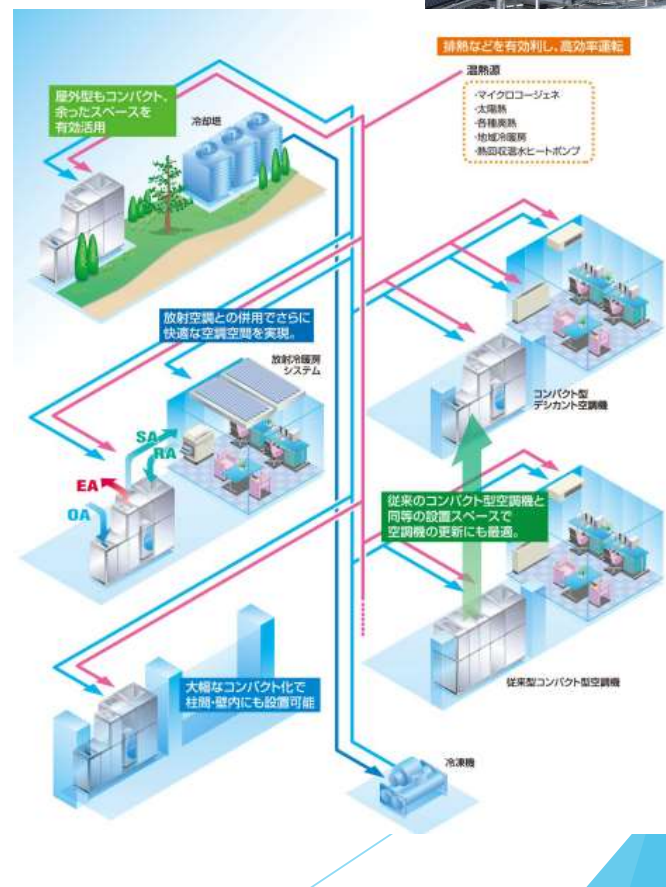 排熱などを有効利し、高効率運転
温熱源
・マイクロコージェネ
・太陽熱
・各種廃熱
・地域冷暖房
・熱回収温水ヒートポンプ
屋外型もコンパクト、
余ったスペースを
有効活用
冷却塔
放射空調との併用でさらに
快適な空調空間を実現。
放射冷暖房
システム
コンパクト型
デシカント空調機
SA
RA
EA
OA
従来のコンパクト型空調機と
同等の設置スペースで
空調機の更新にも最適。
従来型コンパクト型空調機
大幅なコンパクト化で
柱間・壁内にも設置可能
冷凍機